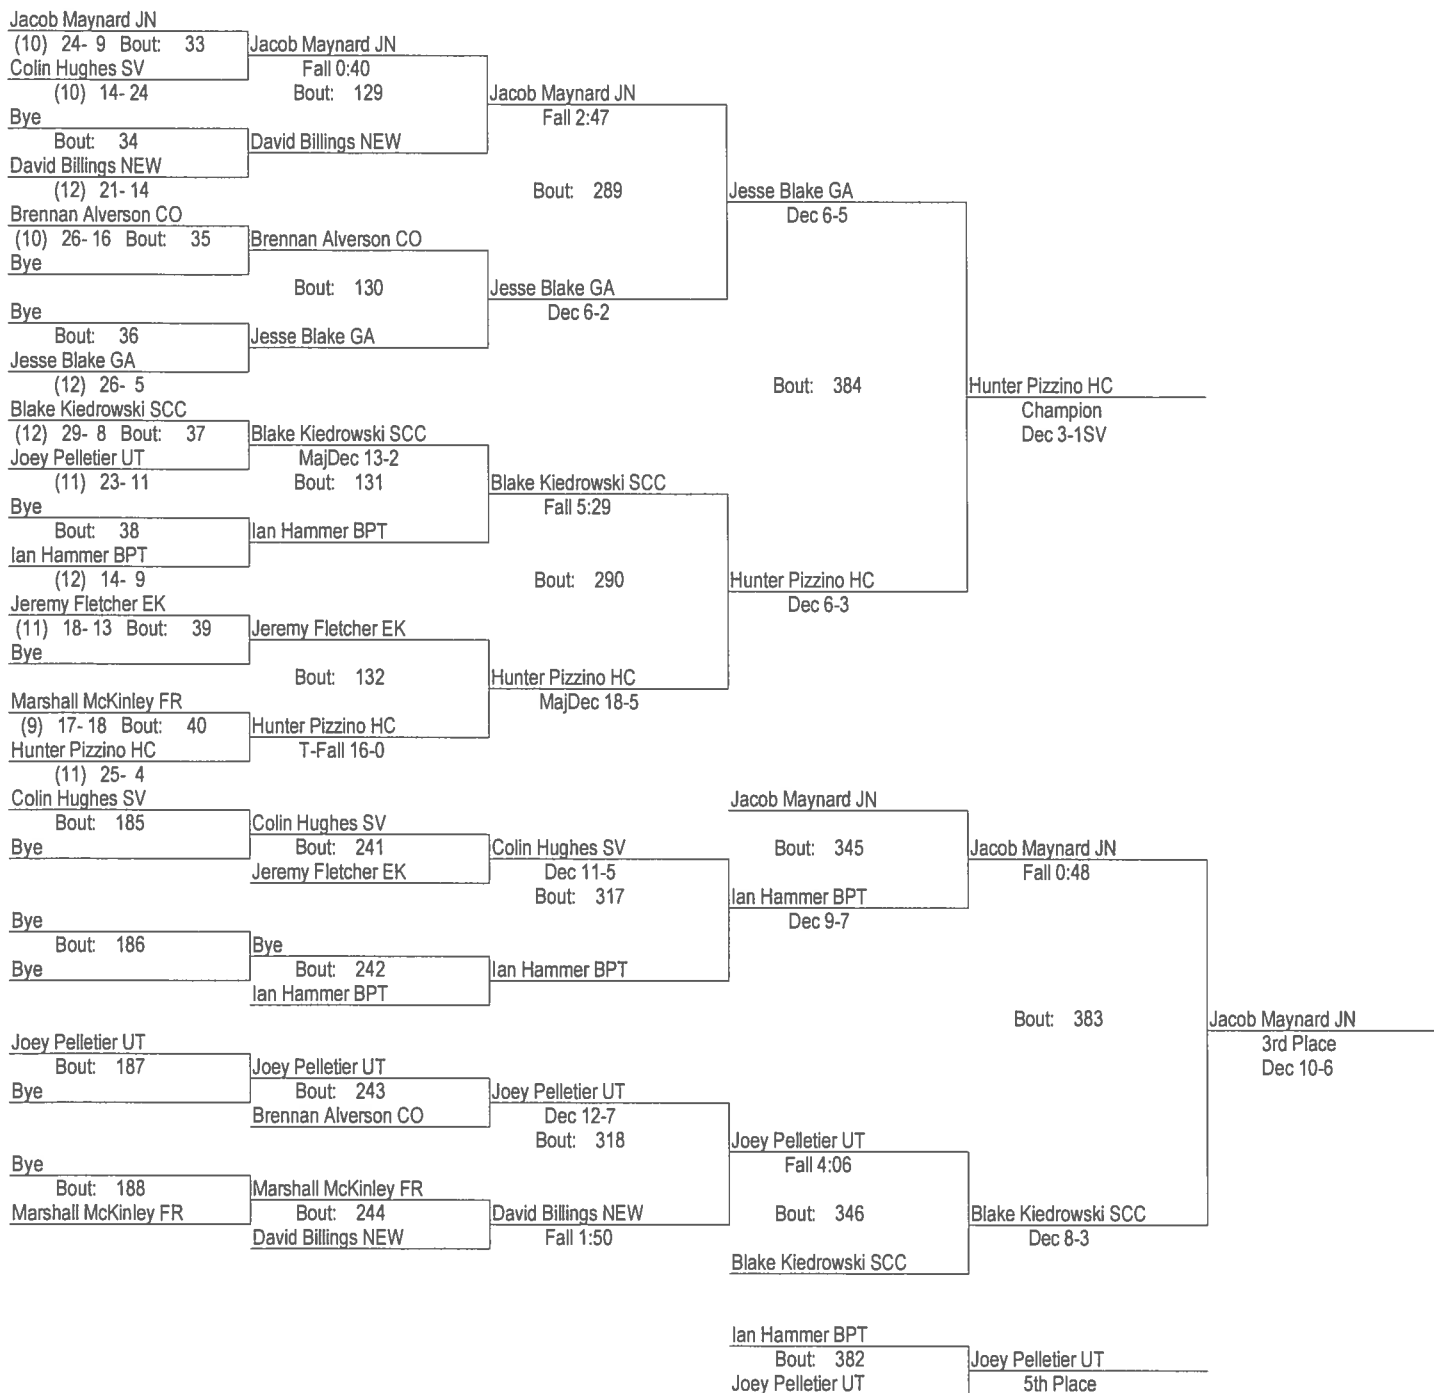 Jacob Maynard JN
(10) 24- 9 Bout: 33
Jacob Maynard JN
Colin Hughes SV
Fall 0:40
(10) 14- 24
Bout: 129
Jacob Maynard JN
Bye
Fall 2:47
Bout: 34
David Billings NEW
David Billings NEW
(12) 21- 14
Bout: 289
Jesse Blake GA
Brennan Alverson CO
Dec 6-5
(10) 26- 16 Bout: 35
Brennan Alverson CO
Bye
Bout: 130
Jesse Blake GA
Bye
Dec 6-2
Bout: 36
Jesse Blake GA
Jesse Blake GA
(12) 26- 5
Bout: 384
Hunter Pizzino HC
Blake Kiedrowski SCC
Champion
(12) 29- 8 Bout: 37
Blake Kiedrowski SCC
Dec 3-1SV
Joey Pelletier UT
MajDec 13-2
(11) 23- 11
Bout: 131
Blake Kiedrowski SCC
Bye
Fall 5:29
Bout: 38
Ian Hammer BPT
Ian Hammer BPT
(12) 14- 9
Bout: 290
Hunter Pizzino HC
Jeremy Fletcher EK
Dec 6-3
(11) 18- 13 Bout: 39
Jeremy Fletcher EK
Bye
Bout: 132
Hunter Pizzino HC
Marshall McKinley FR
MajDec 18-5
(9) 17- 18 Bout: 40
Hunter Pizzino HC
Hunter Pizzino HC
T-Fall 16-0
(11) 25- 4
Colin Hughes SV
Jacob Maynard JN
Bout: 185
Colin Hughes SV
Bye
Bout: 241
Colin Hughes SV
Bout: 345
Jacob Maynard JN
Jeremy Fletcher EK
Dec 11-5
Fall 0:48
Bout: 317
Ian Hammer BPT
Bye
Dec 9-7
Bout: 186
Bye
Bye
Bout: 242
Ian Hammer BPT
Ian Hammer BPT
Bout: 383
Jacob Maynard JN
Joey Pelletier UT
3rd Place
Bout: 187
Joey Pelletier UT
Dec 10-6
Bye
Bout: 243
Joey Pelletier UT
Brennan Alverson CO
Dec 12-7
Bout: 318
Joey Pelletier UT
Bye
Fall 4:06
Bout: 188
Marshall McKinley FR
Marshall McKinley FR
Bout: 244
David Billings NEW
Bout: 346
Blake Kiedrowski SCC
David Billings NEW
Fall 1:50
Dec 8-3
Blake Kiedrowski SCC
Ian Hammer BPT
Bout: 382
Joey Pelletier UT
Joey Pelletier UT
5th Place